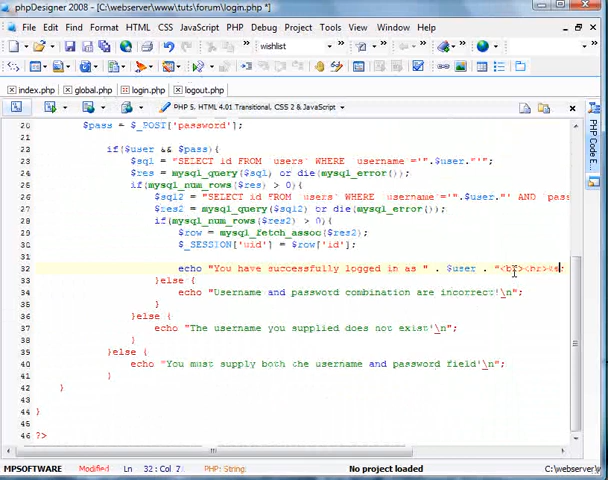 phpDesigner 2008 - [C:\webserver\www\tuts\forum\login.php *]
File Edit Search Format HTML CSS JavaScript PHP Debug Project Tools View Window Help
wishlist
index.php global.php login.php logout.php
PHP 5, HTML 4.01 Transitional, CSS 2 & JavaScript
20 $pass = $_POST['password'];
22 if($user && $pass){
23 $sql = "SELECT id FROM `users` WHERE `username`='".$user."'";
24 $res = mysql_query($sql) or die(mysql_error());
25 if(mysql_num_rows($res) > 0){
26 $sql2 = "SELECT id FROM `users` WHERE `username`='".$user."' AND `pass
27 $res2 = mysql_query($sql2) or die(mysql_error());
28 if(mysql_num_rows($res2) > 0){
29 $row = mysql_fetch_assoc($res2);
30 $_SESSION['uid'] = $row['id'];
31
32 echo "You have successfully logged in as " . $user . "
33 }else {
34 echo "Username and password combination are incorrect!\n";
35 }
36 }else {
37 echo "The username you supplied does not exist!\n";
38 }
39 }else {
40 echo "You must supply both the username and password field!\n";
41 }
42 }
43
44 }
45
46 ?>
PHP Code E
MPSOFTWARE Modified Ln 32 : Col 7 PHP: String: No project loaded C:\webserver\w